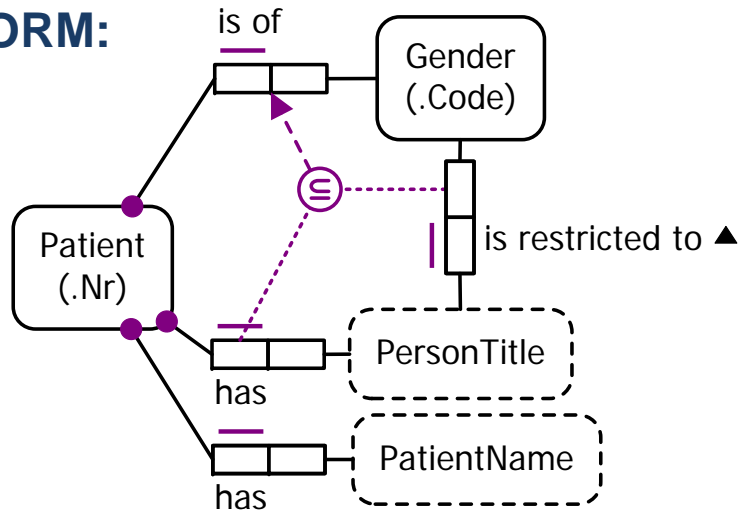 ORM:
is of
Gender
(.Code)
⊆
is restricted to ▲
Patient
(.Nr)
PersonTitle
has
PatientName
has